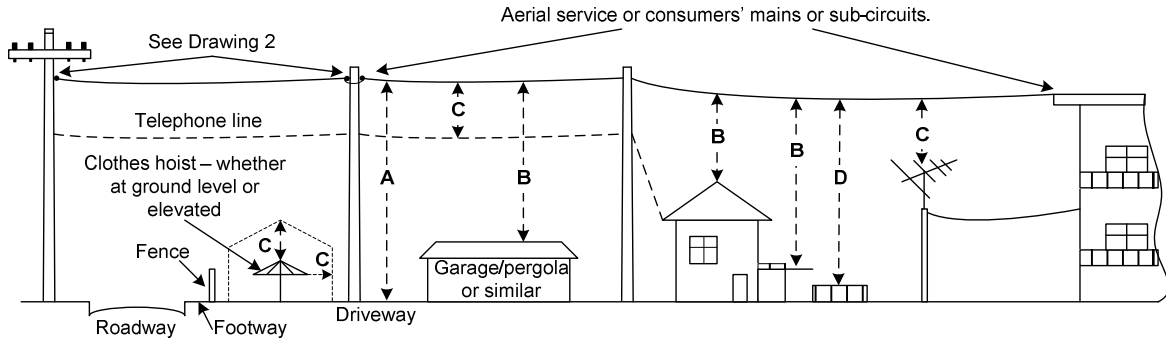 Aerial service or consumers' mains or sub-circuits.
See Drawing 2
Telephone line
Clothes hoist – whether
at ground level or
elevated
Fence
C
C
A
C
B
Garage/pergola
or similar
B
B
D
C
Driveway
Roadway
Footway